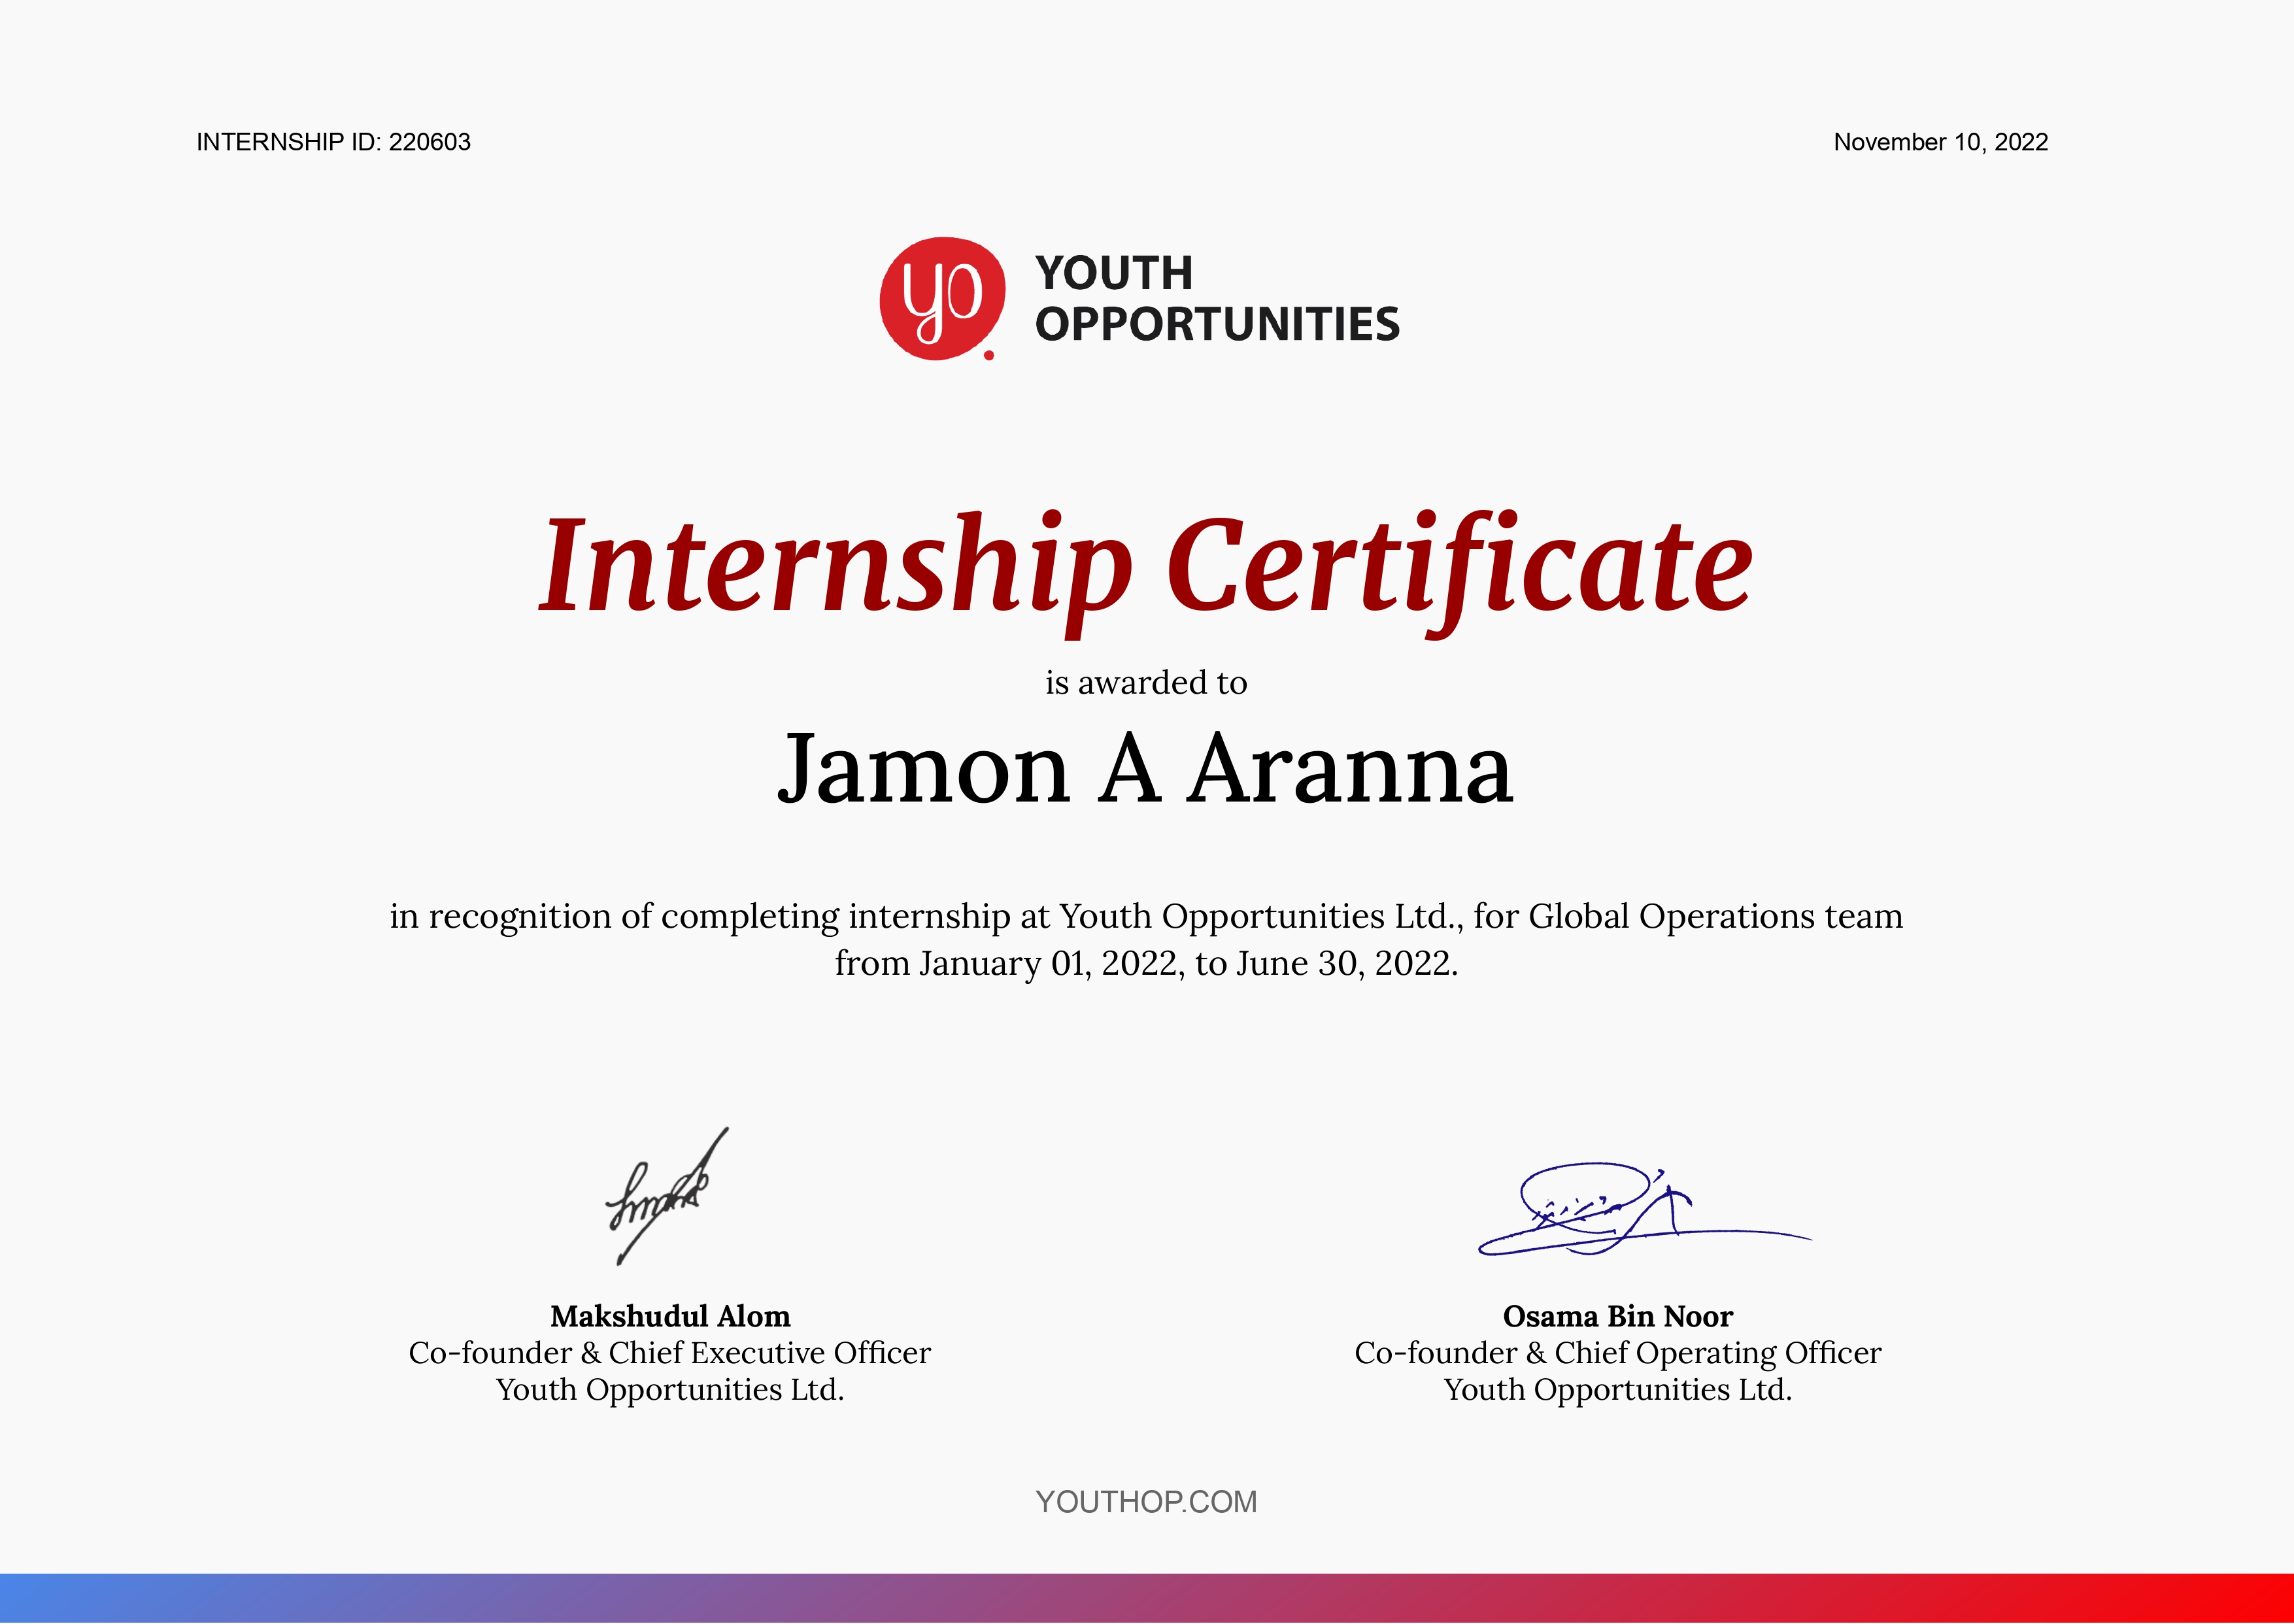 INTERNSHIP ID: 220603
November 10, 2022
yo
YOUTH
OPPORTUNITIES
Internship Certificate
is awarded to
Jamon A Aranna
in recognition of completing internship at Youth Opportunities Ltd., for Global Operations team
from January 01, 2022, to June 30, 2022.
Makshudul Alom
Co-founder & Chief Executive Officer
Youth Opportunities Ltd.
Osama Bin Noor
Co-founder & Chief Operating Officer
Youth Opportunities Ltd.
YOUTHOP.COM